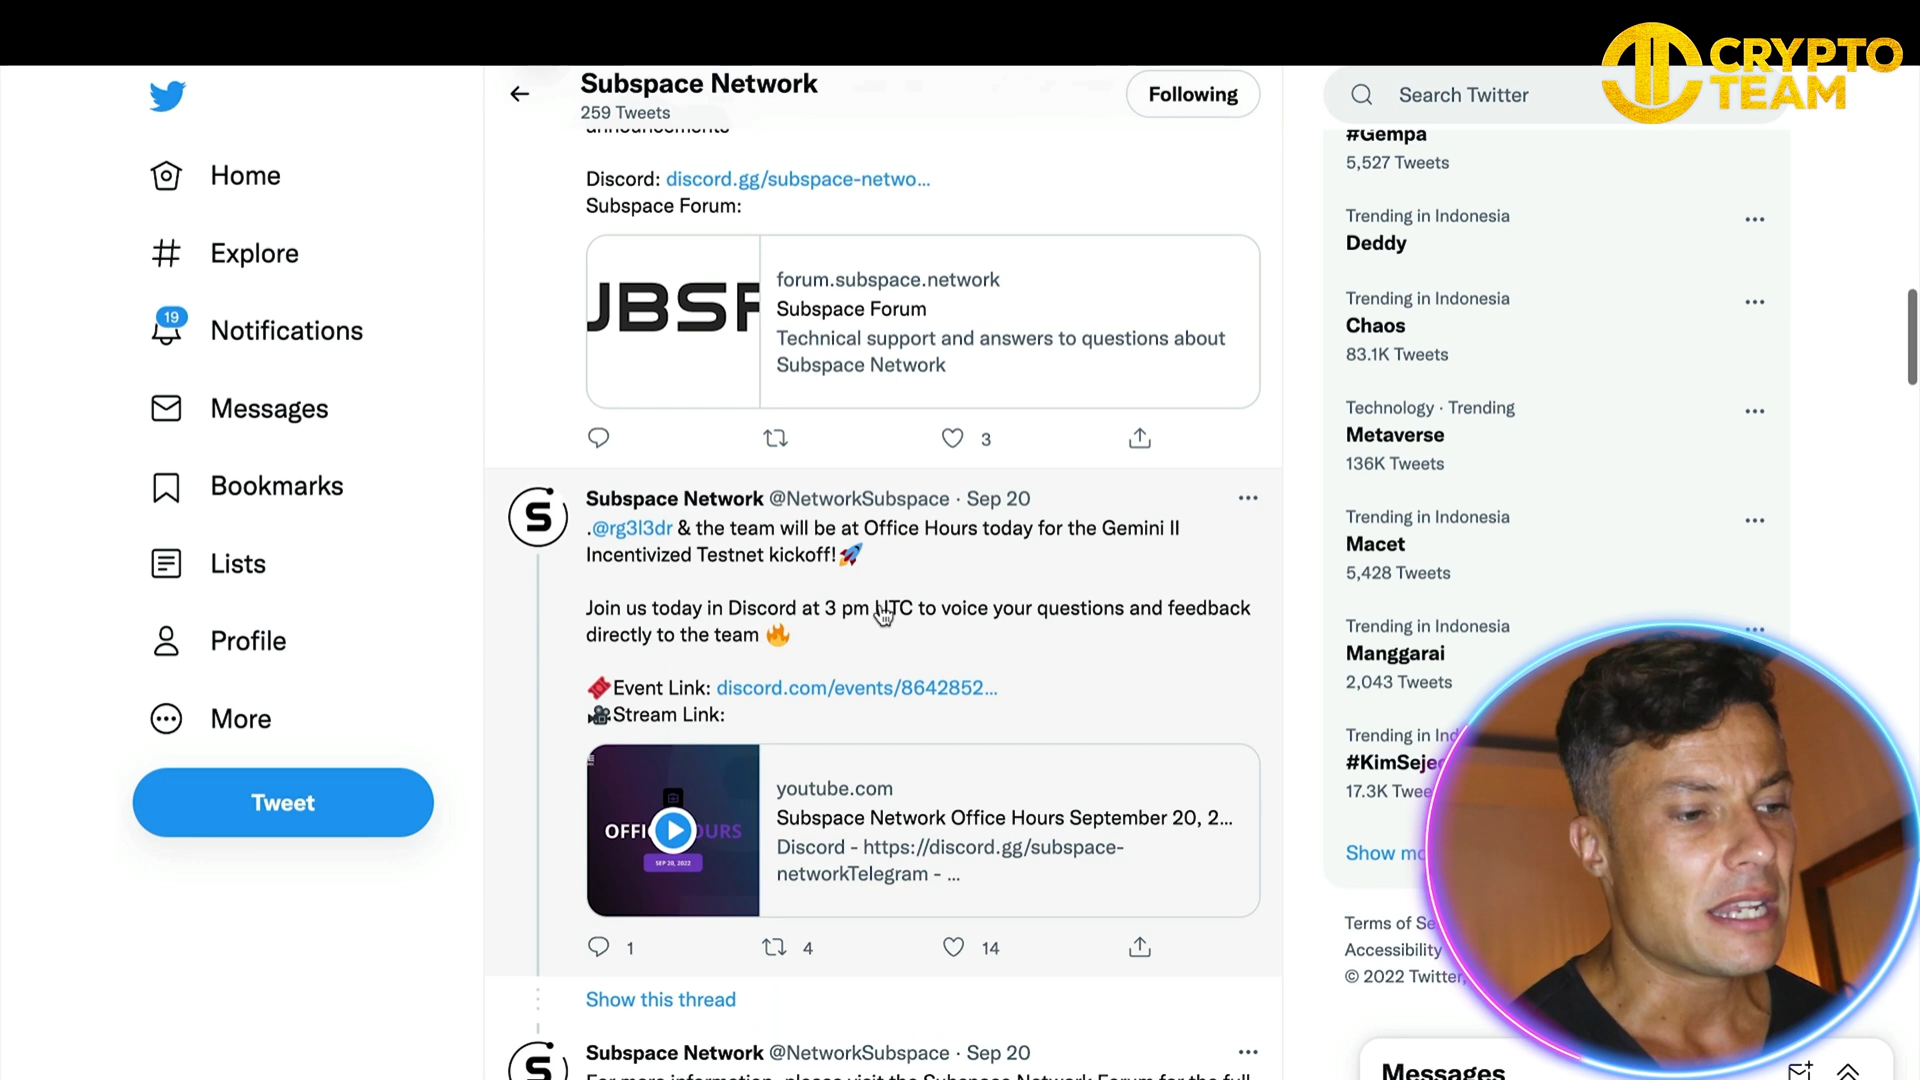 CRYPTO
TEAM
Subspace Network
259 Tweets
Following
Search Twitter
Home
Explore
19
Notifications
Messages
Bookmarks
Lists
Profile
More
Tweet
announcements
Discord: discord.gg/subspace-netwo...
Subspace Forum:
UBSP
forum.subspace.network
Subspace Forum
Technical support and answers to questions about
Subspace Network
3
Subspace Network @NetworkSubspace · Sep 20
.@rg3l3dr & the team will be at Office Hours today for the Gemini II
Incentivized Testnet kickoff!🚀
Join us today in Discord at 3 pm UTC to voice your questions and feedback
directly to the team 🔥
Event Link: discord.com/events/8642852...
Stream Link:
SEP 20, 2022
youtube.com
Subspace Network Office Hours September 20, 2...
Discord - https://discord.gg/subspace-
networkTelegram - ...
1
4
14
Show this thread
Subspace Network @NetworkSubspace · Sep 20
For more information, please visit the Subspace Network Forum for the full
#Gempa
5,527 Tweets
Trending in Indonesia
Deddy
Trending in Indonesia
Chaos
83.1K Tweets
Technology · Trending
Metaverse
136K Tweets
Trending in Indonesia
Macet
5,428 Tweets
Trending in Indonesia
Manggarai
2,043 Tweets
Trending in Ind
#KimSeje
17.3K Twee
Show mo
Terms of Se
Accessibility
© 2022 Twitter,
Messages